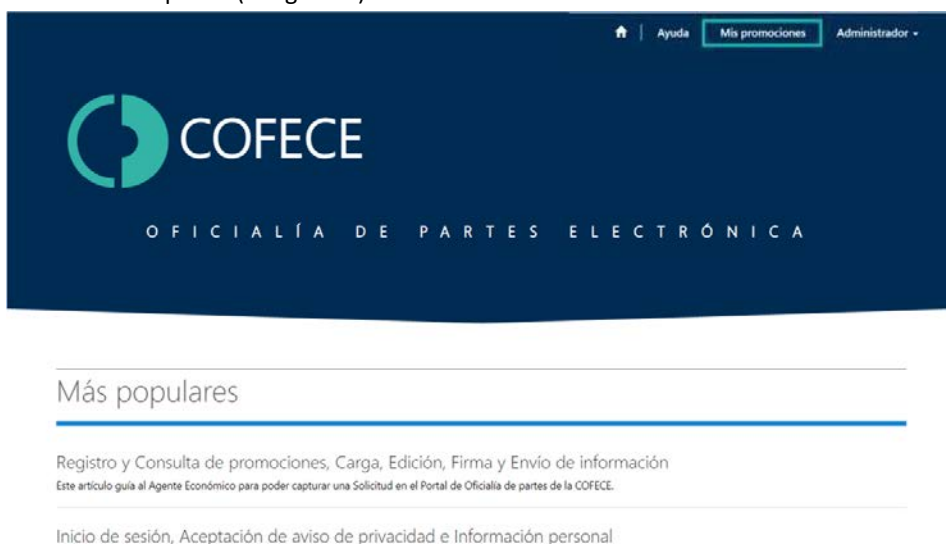 Ayuda Mis promociones Administrador
COFECE
OFICIALÍA DE PARTES ELECTRÓNICA
Más populares
Registro y Consulta de promociones, Carga, Edición, Firma y Envío de información
Este artículo guía al Agente Económico para poder capturar una Solicitud en el Portal de Oficialía de partes de la COFECE.
Inicio de sesión, Aceptación de aviso de privacidad e Información personal